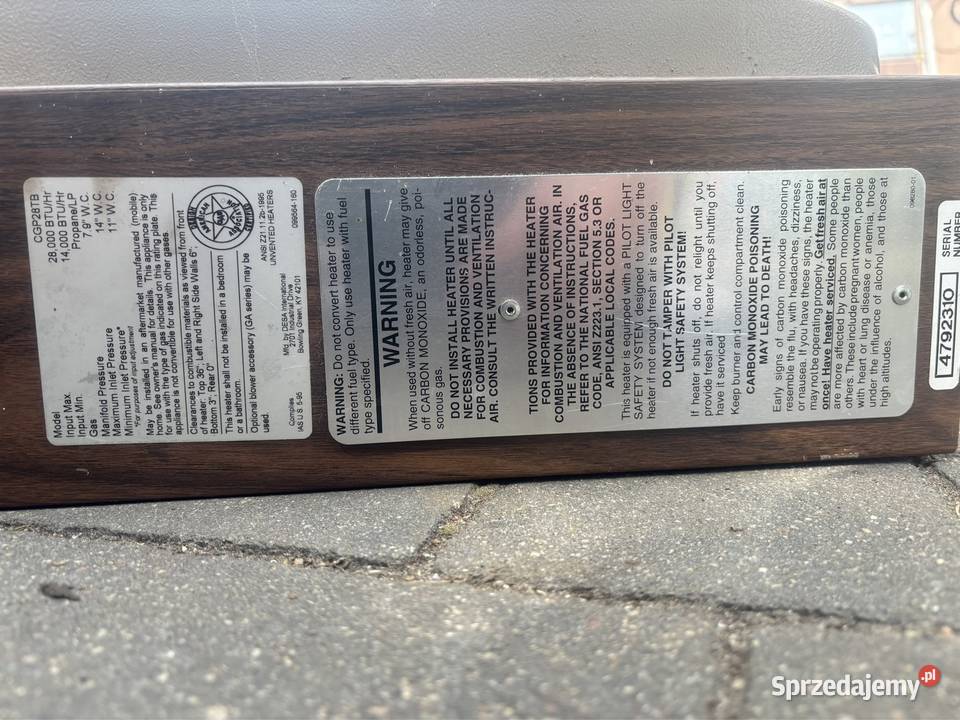 Model CGP28TB
Input Max. 28,000 BTU/Hr
Input Min. 14,000 BTU/Hr
Gas Propane/LP
Manifold Pressure 7.9" W.C.
Maximum Inlet Pressure 14" W.C.
Minimum Inlet Pressure* 11" W.C.
*For purposes of input adjustment
May be installed in an aftermarket manufactured (mobile)
home. See owner's manual for details. This appliance is only
for use with the type of gas indicated on this rating plate. This
appliance is not convertible for use with other gases.
Clearances to combustible materials as viewed from front
of heater: Top 36", Left and Right Side Walls 6",
Bottom 3", Rear 0"
This heater shall not be installed in a bedroom
or a bathroom.
Optional blower accessory (GA series) may be
used.
AMERICAN
Complies
IAS U.S. 5-95
Mfd. by DESA International
2701 Industrial Drive
Bowling Green, KY 42101
ANSI Z21.11.2b-1995
UNVENTED HEATERS
099564-160
WARNING: Do not convert heater to use
different fuel type. Only use heater with fuel
type specified.
WARNING
When used without fresh air, heater may give
off CARBON MONOXIDE, an odorless, poi-
sonous gas.
DO NOT INSTALL HEATER UNTIL ALL
NECESSARY PROVISIONS ARE MADE
FOR COMBUSTION AND VENTILATION
AIR. CONSULT THE WRITTEN INSTRUC-
TIONS PROVIDED WITH THE HEATER
FOR INFORMATION CONCERNING
COMBUSTION AND VENTILATION AIR. IN
THE ABSENCE OF INSTRUCTIONS,
REFER TO THE NATIONAL FUEL GAS
CODE, ANSI Z223.1, SECTION 5.3 OR
APPLICABLE LOCAL CODES.
This heater is equipped with a PILOT LIGHT
SAFETY SYSTEM designed to turn off the
heater if not enough fresh air is available.
DO NOT TAMPER WITH PILOT
LIGHT SAFETY SYSTEM!
If heater shuts off, do not relight until you
provide fresh air. If heater keeps shutting off,
have it serviced.
Keep burner and control compartment clean.
CARBON MONOXIDE POISONING
MAY LEAD TO DEATH!
Early signs of carbon monoxide poisoning
resemble the flu, with headaches, dizziness,
or nausea. If you have these signs, the heater
may not be operating properly. Get fresh air at
once! Have heater serviced. Some people
are more affected by carbon monoxide than
others. These include pregnant women, people
with heart or lung disease or anemia, those
under the influence of alcohol, and those at
high altitudes.
4792310
SERIAL
NUMBER
Sprzedajemy.pl